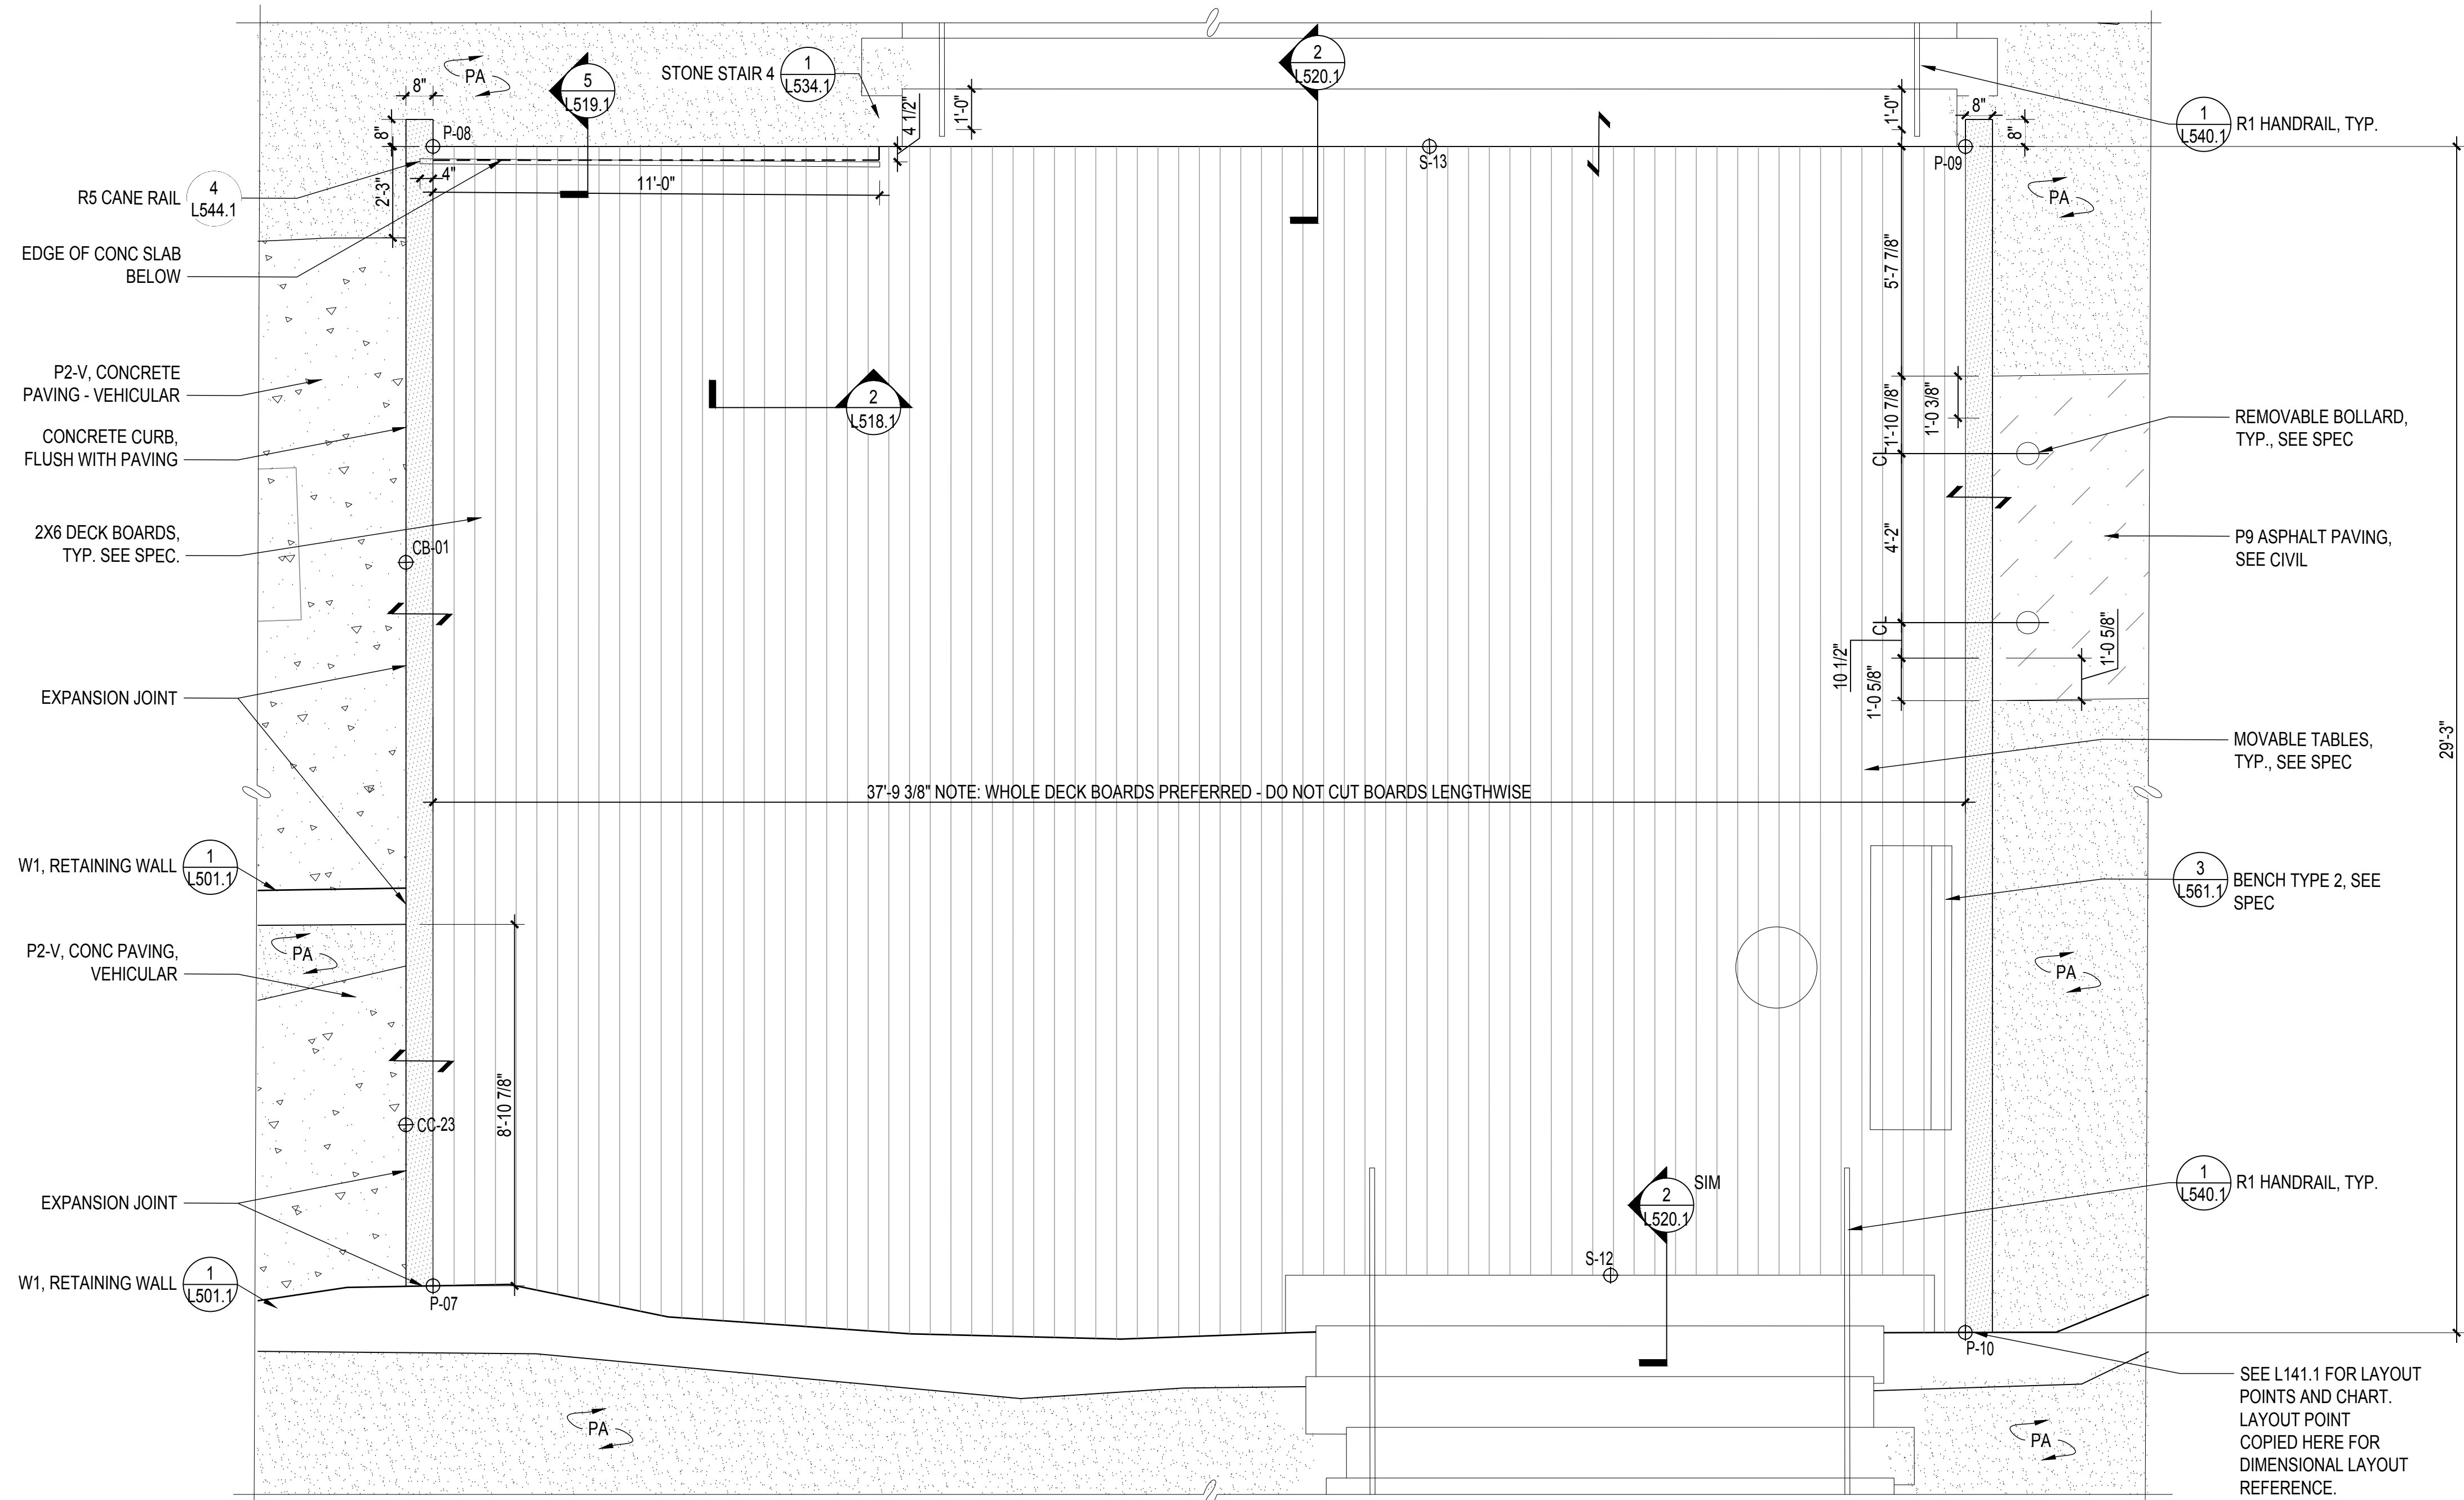 PA
8"
5
L519.1
STONE STAIR 4
1
L534.1
2
L520.1
4 1/2"
1'-0"
1'-0"
8"
8"
1
L540.1
R1 HANDRAIL, TYP.
8"
P-08
S-13
P-09
R5 CANE RAIL
4
L544.1
4"
2'-3"
11'-0"
PA
EDGE OF CONC SLAB
BELOW
5'-7 7/8"
P2-V, CONCRETE
PAVING - VEHICULAR
2
L518.1
1'-10 7/8"
1'-0 3/8"
CL
REMOVABLE BOLLARD,
TYP., SEE SPEC
CONCRETE CURB,
FLUSH WITH PAVING
2X6 DECK BOARDS,
TYP. SEE SPEC.
CB-01
4'-2"
P9 ASPHALT PAVING,
SEE CIVIL
CL
10 1/2"
1'-0 5/8"
1'-0 5/8"
EXPANSION JOINT
MOVABLE TABLES,
TYP., SEE SPEC
29'-3"
37'-9 3/8" NOTE: WHOLE DECK BOARDS PREFERRED - DO NOT CUT BOARDS LENGTHWISE
W1, RETAINING WALL
1
L501.1
3
L561.1
BENCH TYPE 2, SEE
SPEC
P2-V, CONC PAVING,
VEHICULAR
PA
PA
8'-10 7/8"
CC-23
EXPANSION JOINT
2
L520.1
SIM
1
L540.1
R1 HANDRAIL, TYP.
S-12
W1, RETAINING WALL
1
L501.1
P-07
P-10
SEE L141.1 FOR LAYOUT
POINTS AND CHART.
LAYOUT POINT
COPIED HERE FOR
DIMENSIONAL LAYOUT
REFERENCE.
PA
PA